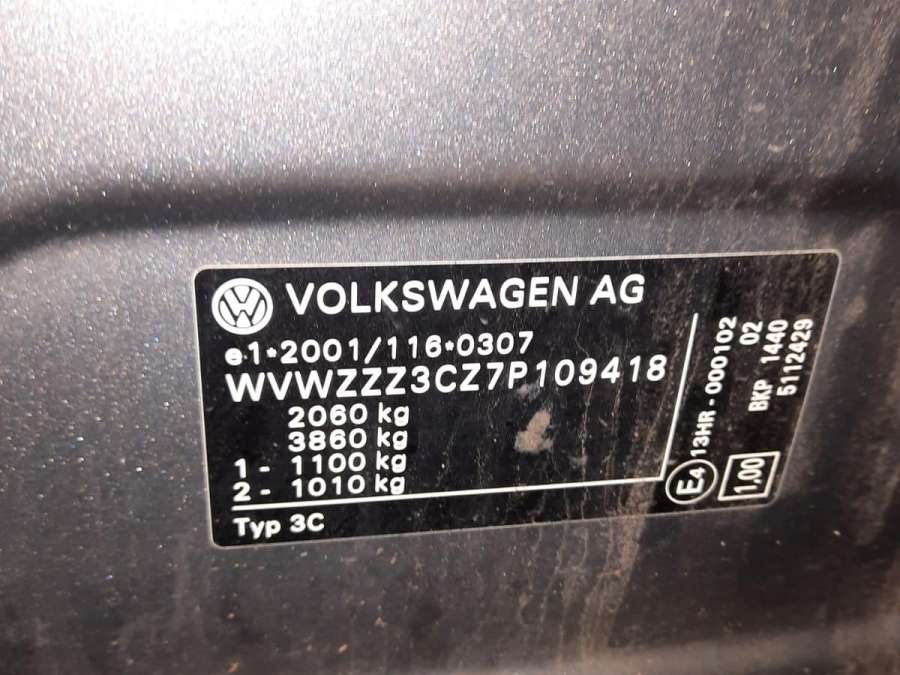 VOLKSWAGEN AG
e1*2001/116*0307
WVWZZZ3CZ7P109418
2060 kg
3860 kg
1 - 1100 kg
2 - 1010 kg
Typ 3C
E4 13HR - 000102
02
BKP 1440
5112429
1,00